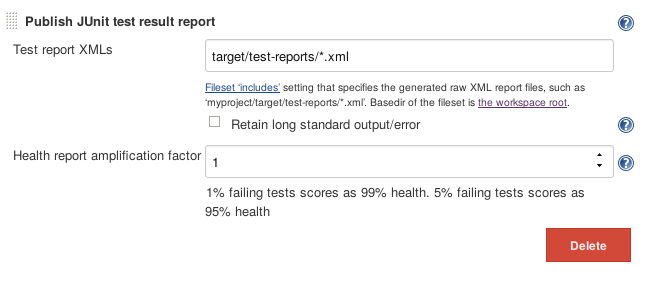 Publish JUnit test result report
Test report XMLs
target/test-reports/*.xml
Fileset 'includes' setting that specifies the generated raw XML report files, such as
'myproject/target/test-reports/*.xml'. Basedir of the fileset is the workspace root.
Retain long standard output/error
Health report amplification factor
1
1% failing tests scores as 99% health. 5% failing tests scores as
95% health
Delete